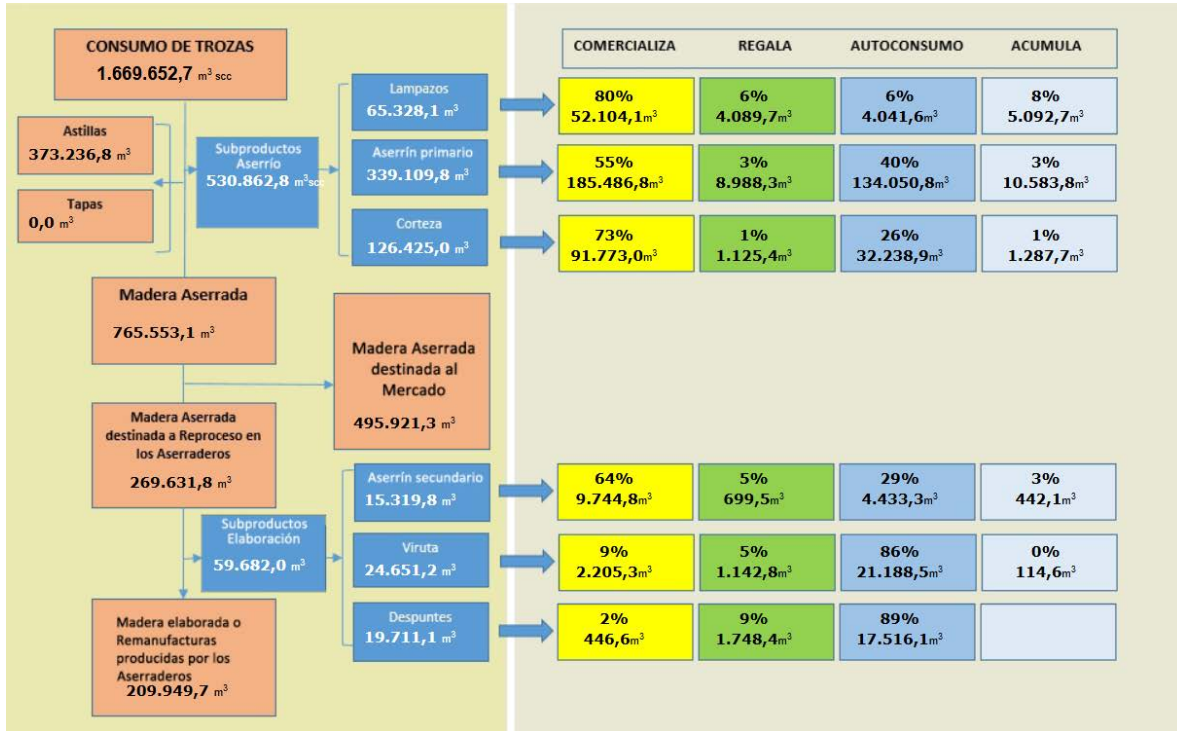 CONSUMO DE TROZAS
1.669.652,7 m³ scc
Astillas
373.236,8 m³
Tapas
0,0 m³
Subproductos
Aserrío
530.862,8 m³scc
Lampazos
65.328,1 m³
Aserrín primario
339.109,8 m³
Corteza
126.425,0 m³
Madera Aserrada
765.553,1 m³
Madera Aserrada
destinada al
Mercado
495.921,3 m³
Madera Aserrada
destinada a Reproceso en
los Aserraderos
269.631,8 m³
Subproductos
Elaboración
59.682,0 m³
Aserrín secundario
15.319,8 m³
Viruta
24.651,2 m³
Despuntes
19.711,1 m³
Madera elaborada o
Remanufacturas
producidas por los
Aserraderos
209.949,7 m³
COMERCIALIZA REGALA AUTOCONSUMO ACUMULA
80% 6% 6% 8%
52.104,1m³ 4.089,7m³ 4.041,6m³ 5.092,7m³
55% 3% 40% 3%
185.486,8m³ 8.988,3m³ 134.050,8m³ 10.583,8m³
73% 1% 26% 1%
91.773,0m³ 1.125,4m³ 32.238,9m³ 1.287,7m³
64% 5% 29% 3%
9.744,8m³ 699,5m³ 4.433,3m³ 442,1m³
9% 5% 86% 0%
2.205,3m³ 1.142,8m³ 21.188,5m³ 114,6m³
2% 9% 89%
446,6m³ 1.748,4m³ 17.516,1m³